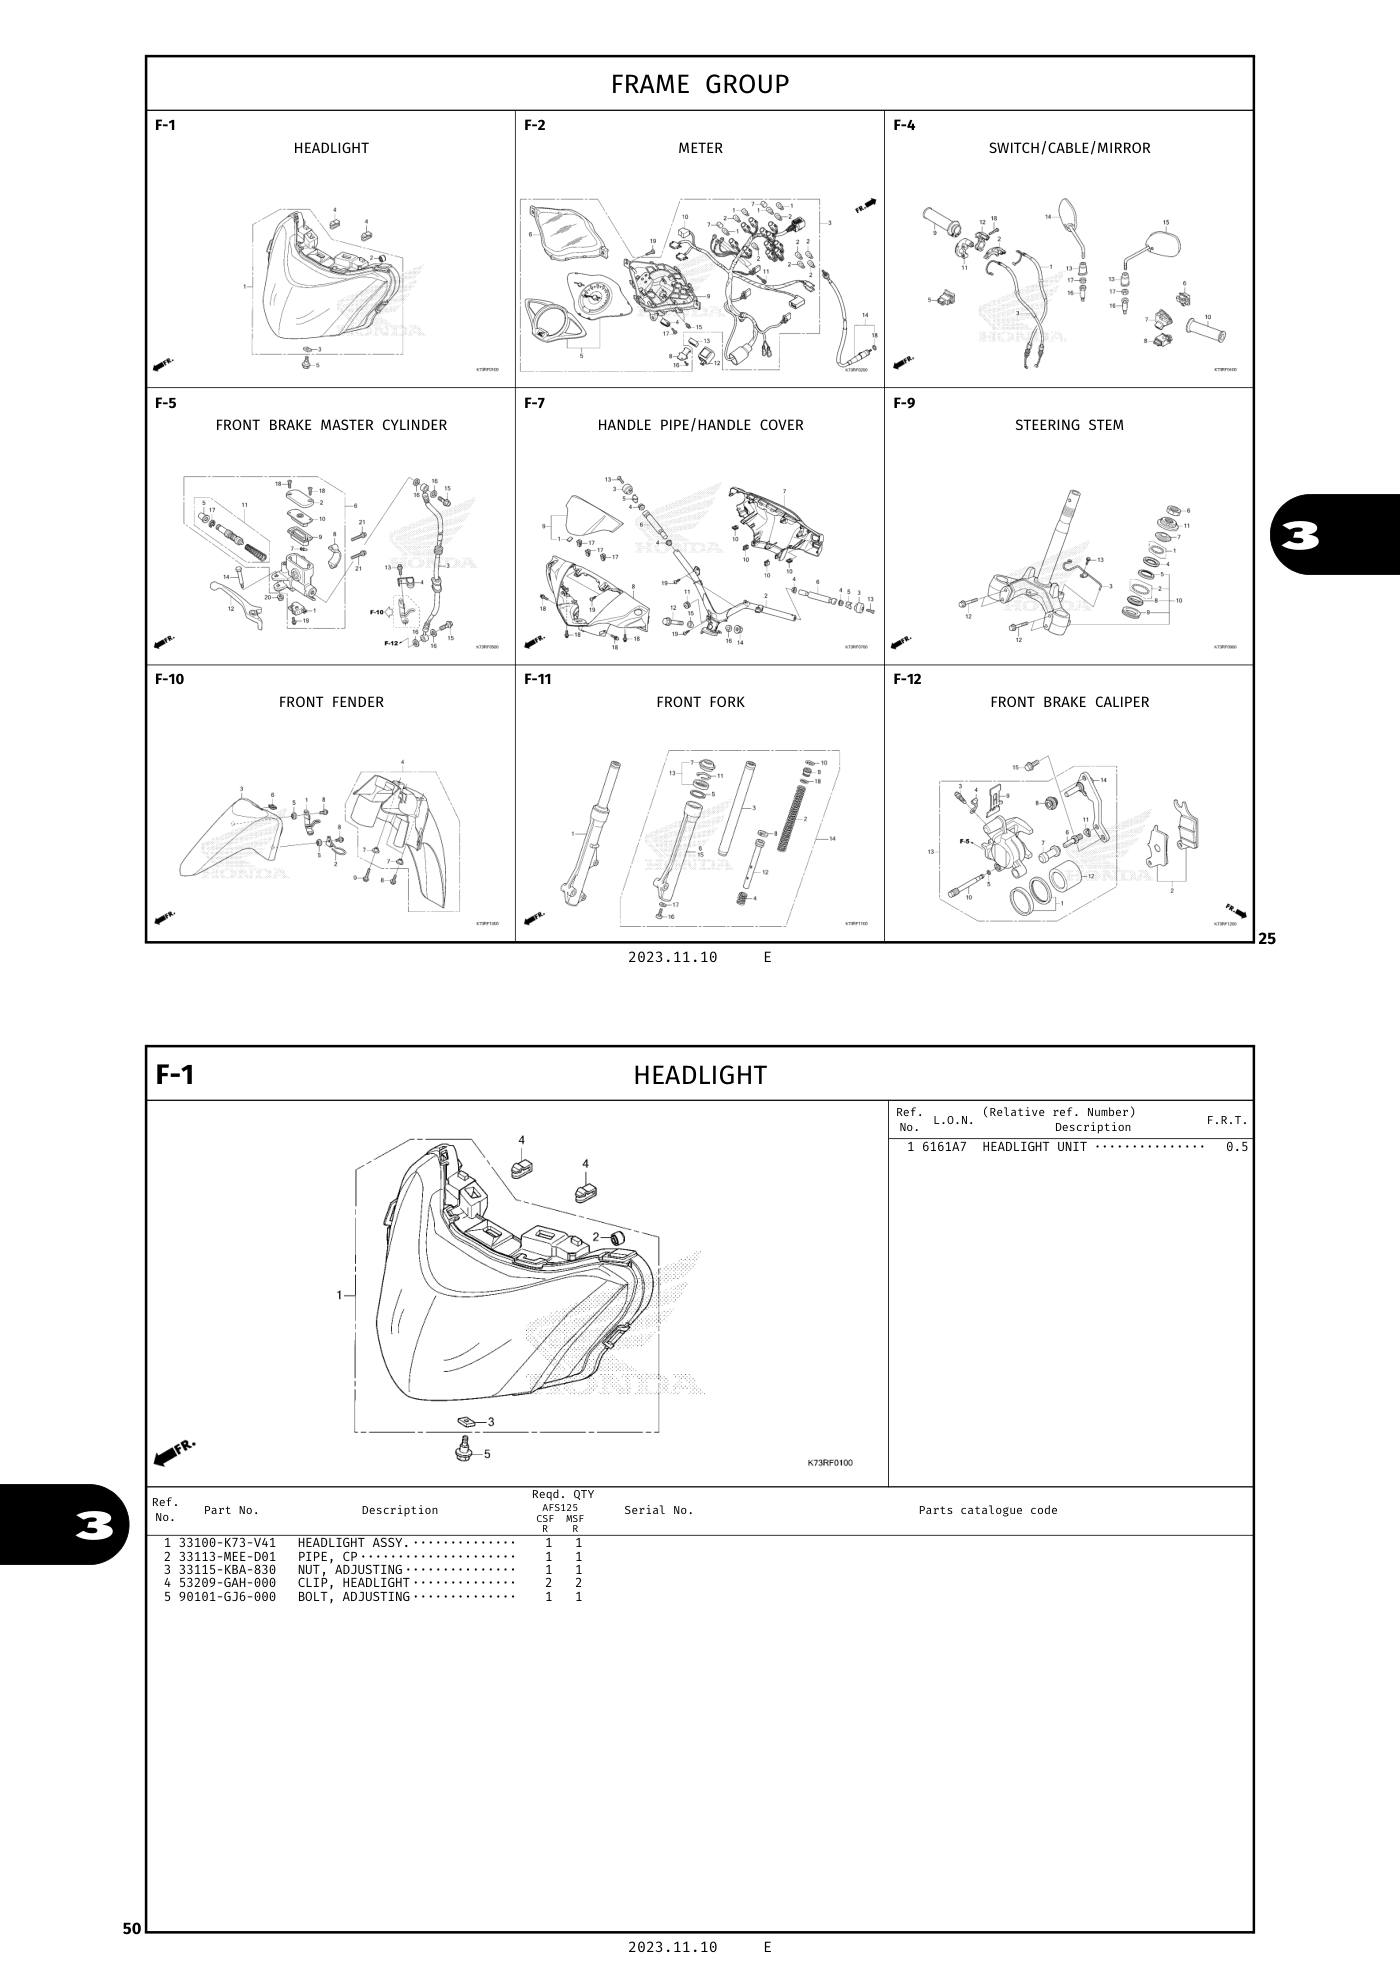 FRAME GROUP
F-1
HEADLIGHT
F-2
METER
F-4
SWITCH/CABLE/MIRROR
F-5
FRONT BRAKE MASTER CYLINDER
F-10
F-12
F-7
HANDLE PIPE/HANDLE COVER
F-9
STEERING STEM
F-10
FRONT FENDER
F-11
FRONT FORK
F-12
FRONT BRAKE CALIPER
F-5
3
25
2023.11.10 E
F-1 HEADLIGHT
Ref. No. L.O.N. (Relative ref. Number) Description F.R.T.
1 6161A7 HEADLIGHT UNIT ··············· 0.5
4
4
2
1
HONDA
3
5
FR.
K73RF0100
Ref. No. Part No. Description Reqd. QTY Serial No. Parts catalogue code
AFS125
CSF MSF
R R
1 33100-K73-V41 HEADLIGHT ASSY. ·············· 1 1
2 33113-MEE-D01 PIPE, CP ····················· 1 1
3 33115-KBA-830 NUT, ADJUSTING ··············· 1 1
4 53209-GAH-000 CLIP, HEADLIGHT ·············· 2 2
5 90101-GJ6-000 BOLT, ADJUSTING ·············· 1 1
3
50
2023.11.10 E